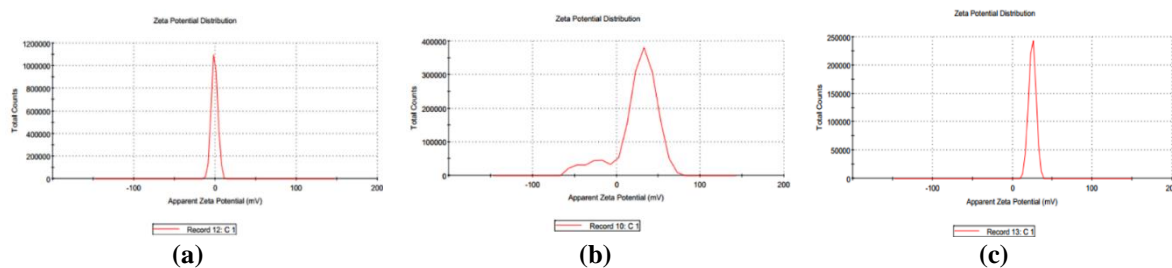 Zeta Potential Distribution
1200000
1000000
800000
600000
400000
200000
0
-100
0
100
200
Total Counts
Apparent Zeta Potential (mV)
Record 12: C 1
(a)
Zeta Potential Distribution
400000
300000
200000
100000
0
-100
0
100
200
Total Counts
Apparent Zeta Potential (mV)
Record 10: C 1
(b)
Zeta Potential Distribution
250000
200000
150000
100000
50000
0
-100
0
100
200
Total Counts
Apparent Zeta Potential (mV)
Record 13: C 1
(c)